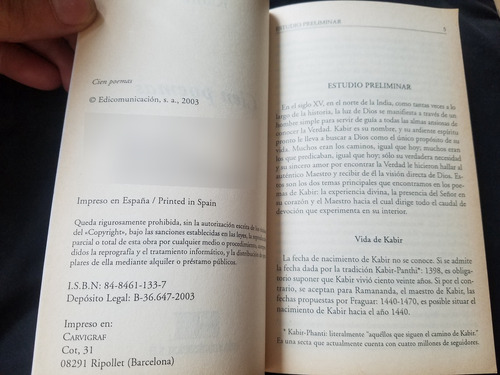 Cien poemas
© Edicomunicación, s. a., 2003
Impreso en España / Printed in Spain
Queda rigurosamente prohibida, sin la autorización escrita de los
del «Copyright», bajo las sanciones establecidas en las leyes, la
parcial o total de esta obra por cualquier medio o procedimiento,
didos la reprografía y el tratamiento informático, y la
plares de ella mediante alquiler o préstamo públicos.
I.S.B.N: 84-8461-133-7
Depósito Legal: B-36.647-2003
Impreso en:
CARVIGRAF
Cot, 31
08291 Ripollet (Barcelona)
ESTUDIO PRELIMINAR 5
ESTUDIO PRELIMINAR
En el siglo XV, en el norte de la India, como tantas veces a lo
largo de la historia, la luz de Dios se manifiesta a través de un
hombre simple para servir de guía a todas las almas ansiosas de
conocer la Verdad. Kabir es su nombre, y su ardiente espíritu
pronto le lleva a buscar a Dios como el único propósito de su
vida. Muchos eran los caminos, igual que hoy; muchos eran
los que predicaban, igual que hoy; sólo su verdadera necesidad
y su sincero amor por encontrar la Verdad le hicieron hallar al
auténtico Maestro y recibir de él la visión directa de Dios. Es-
tos son los dos temas principales que encontramos en los poe-
mas de Kabir: la experiencia divina, la presencia del Señor en
su corazón y el Maestro hacia el cual dirige todo el caudal de
devoción que experimenta en su interior.
Vida de Kabir
La fecha de nacimiento de Kabir no se conoce. Si se admite
la fecha dada por la tradición Kabir-Panthi*: 1398, es obliga-
torio suponer que Kabir vivió ciento veinte años. Si por el con-
trario, se aceptan para Ramananda, el maestro de Kabir, las
fechas propuestas por Fraguar: 1440-1470, es posible situar el
nacimiento de Kabir hacia el año 1440.
* Kabir-Phanti: literalmente "aquéllos que siguen el camino de Kabir."
Es una secta que actualmente cuenta con cuatro millones de seguidores.